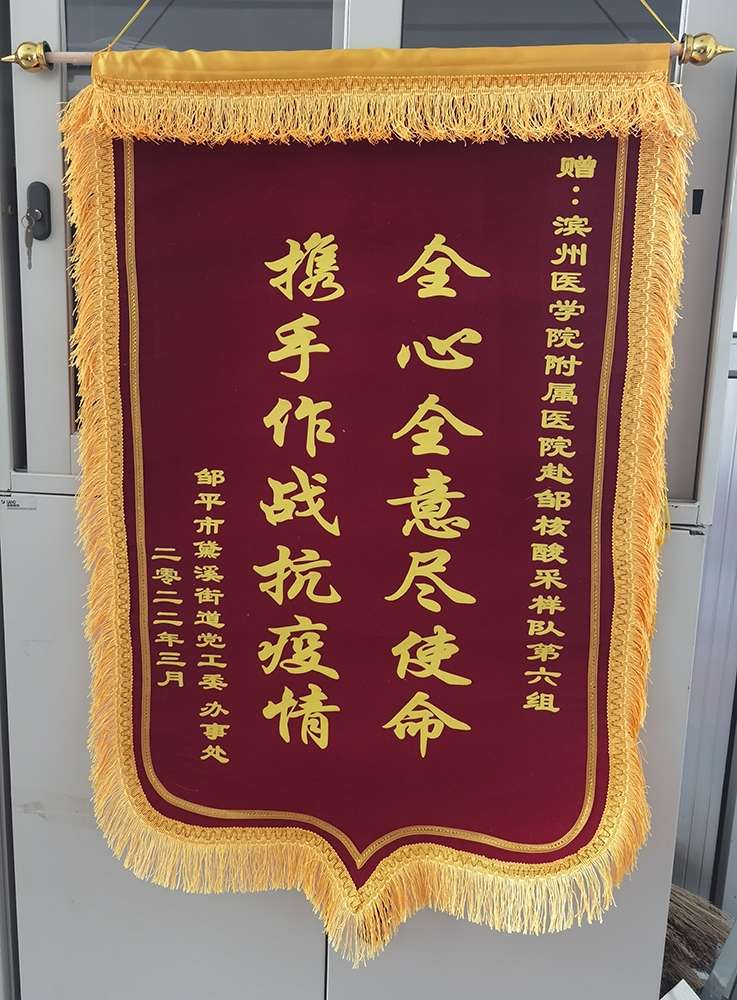 赠：滨州医学院附属医院赴邹核酸采样队第六组
全心全意尽使命
携手作战抗疫情
邹平市黛溪街道党工委 办事处
二零二二年三月